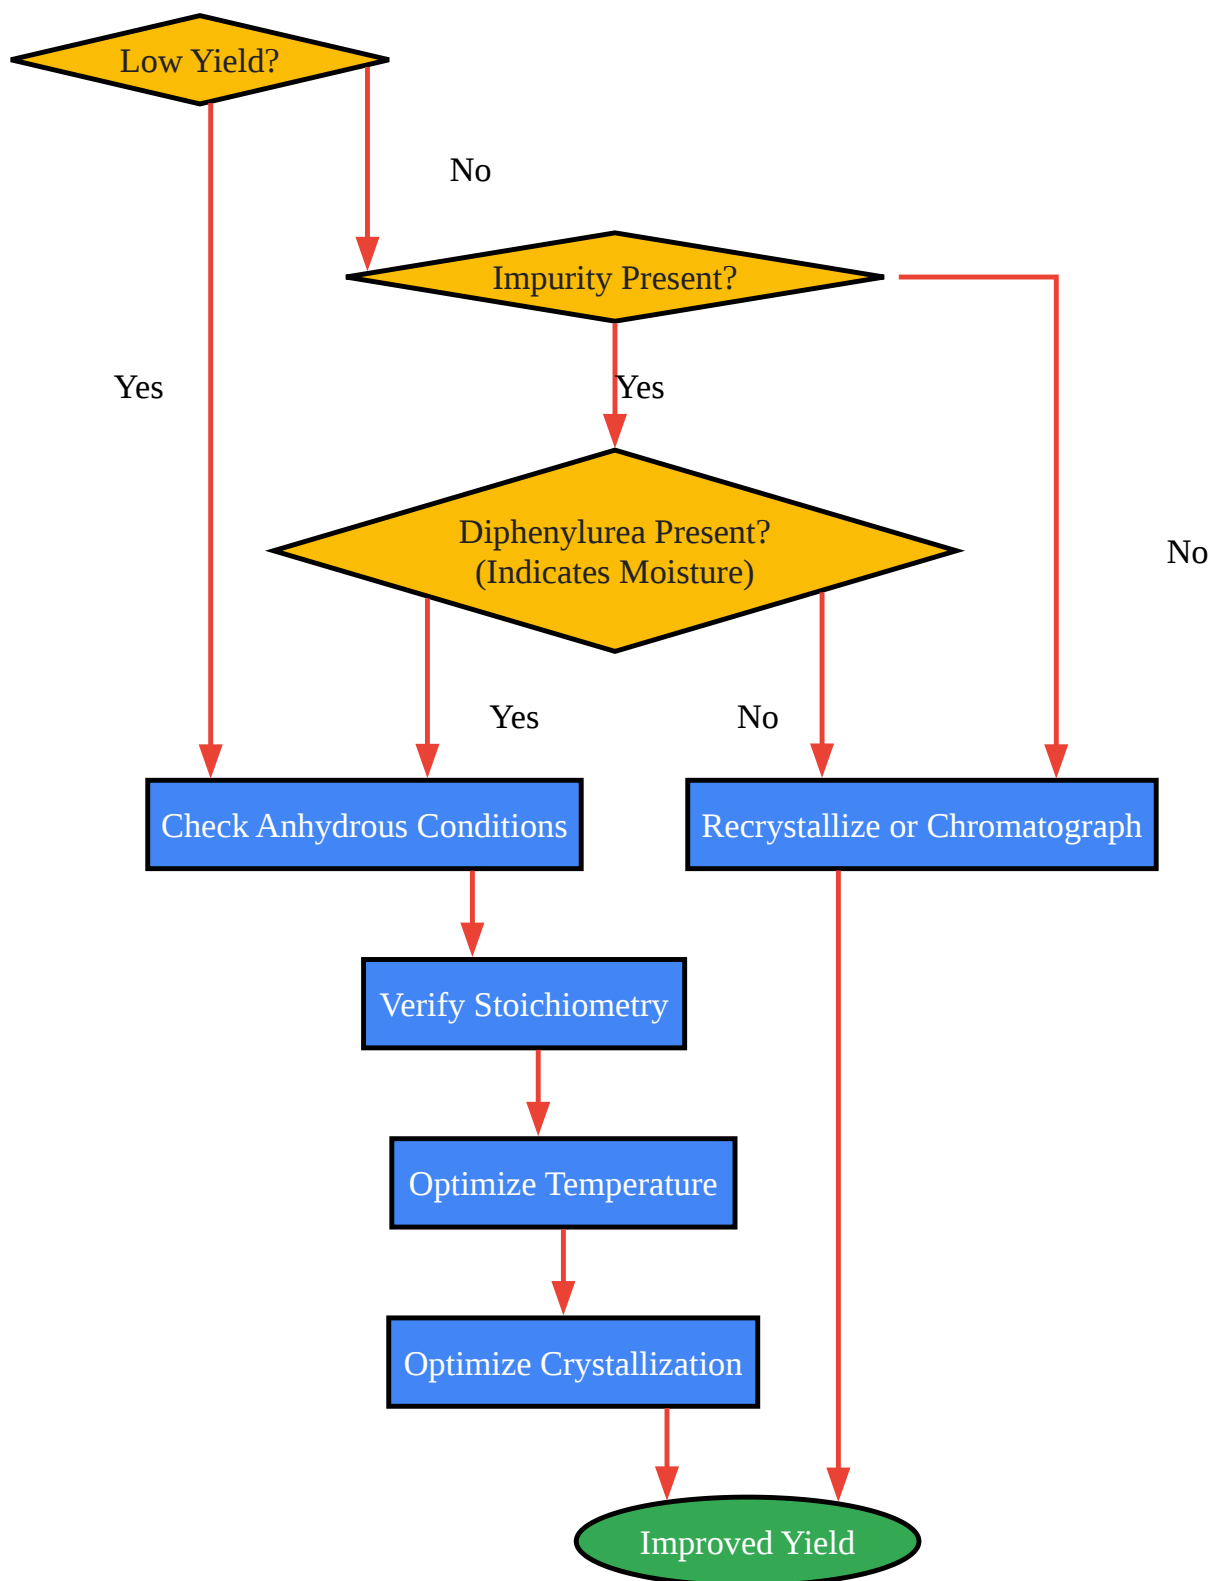 Low Yield?
No
Impurity Present?
Yes
Yes
Diphenylurea Present?
(Indicates Moisture)
No
Yes
No
Check Anhydrous Conditions
Recrystallize or Chromatograph
Verify Stoichiometry
Optimize Temperature
Optimize Crystallization
Improved Yield